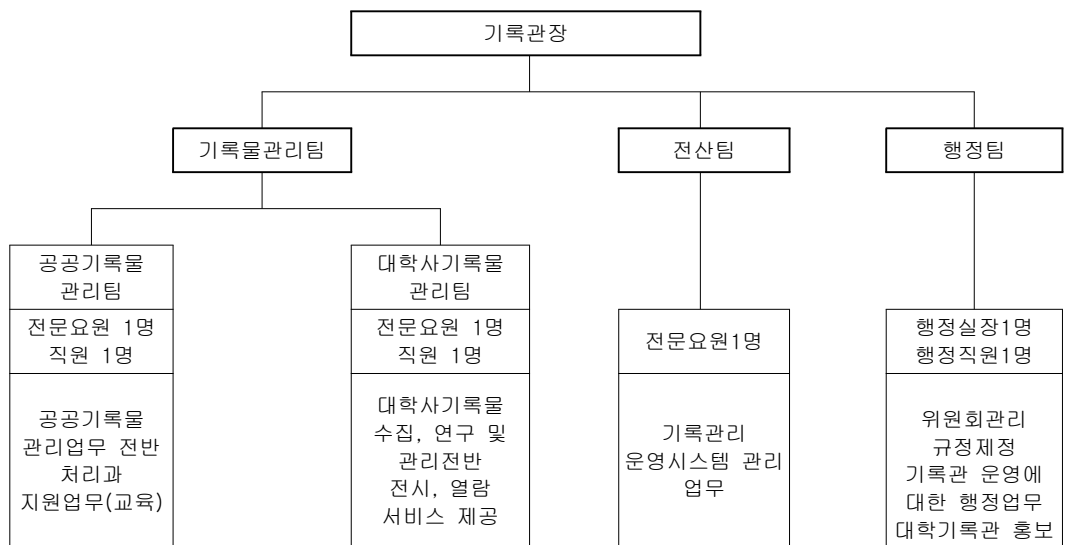 기록관장
기록물관리팀
전산팀
행정팀
공공기록물
관리팀
대학사기록물
관리팀
전문요원 1명
직원 1명
전문요원 1명
직원 1명
전문요원1명
행정실장1명
행정직원1명
공공기록물
관리업무 전반
처리과
지원업무(교육)
대학사기록물
수집, 연구 및
관리전반
전시, 열람
서비스 제공
기록관리
운영시스템 관리
업무
위원회관리
규정제정
기록관 운영에
대한 행정업무
대학기록관 홍보